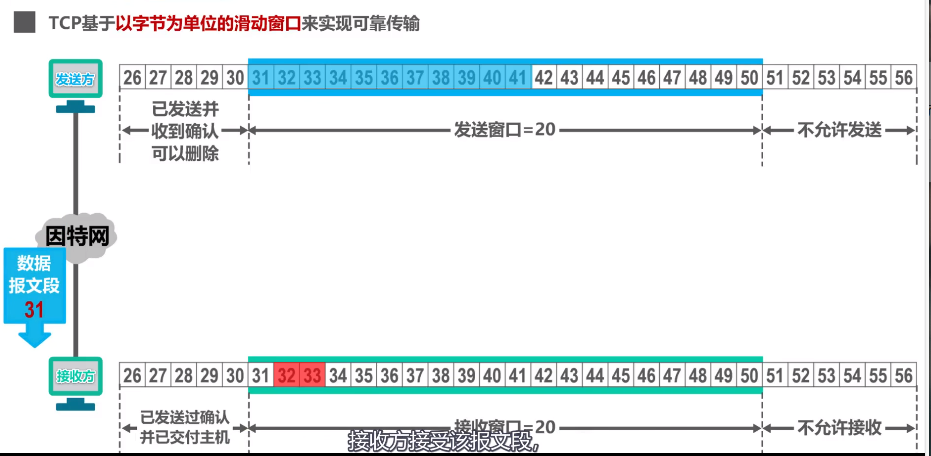 TCP基于以字节为单位的滑动窗口来实现可靠传输
发送方
26 27 28 29 30 31 32 33 34 35 36 37 38 39 40 41 42 43 44 45 46 47 48 49 50 51 52 53 54 55 56
已发送并
收到确认
可以删除
发送窗口=20
不允许发送
因特网
数据
报文段
31
接收方
26 27 28 29 30 31 32 33 34 35 36 37 38 39 40 41 42 43 44 45 46 47 48 49 50 51 52 53 54 55 56
已发送过确认
并已交付主机
接收窗口=20
不允许接收
接收方接受该报文段,